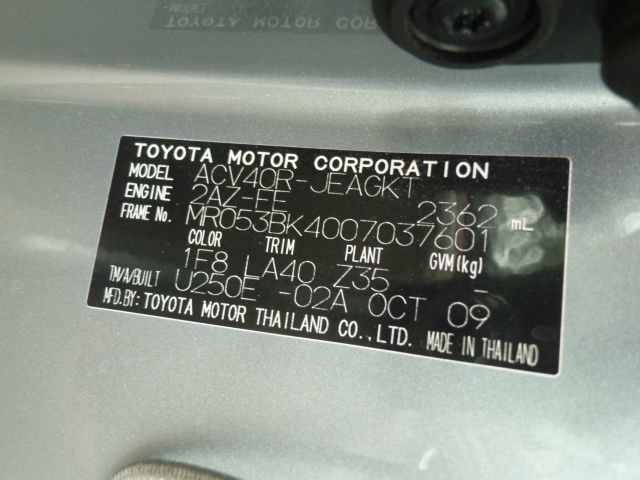 TOYOTA MOTOR CORPORATION
MODEL ACV40R-JEAGKT
ENGINE 2AZ-FE 2362 mL
FRAME No. MR053BK4007037601
COLOR TRIM PLANT GVM(kg)
1F8 LA40 Z35 -
TM/A/BUILT U250E -02A OCT 09
MFD.BY: TOYOTA MOTOR THAILAND CO.,LTD. MADE IN THAILAND